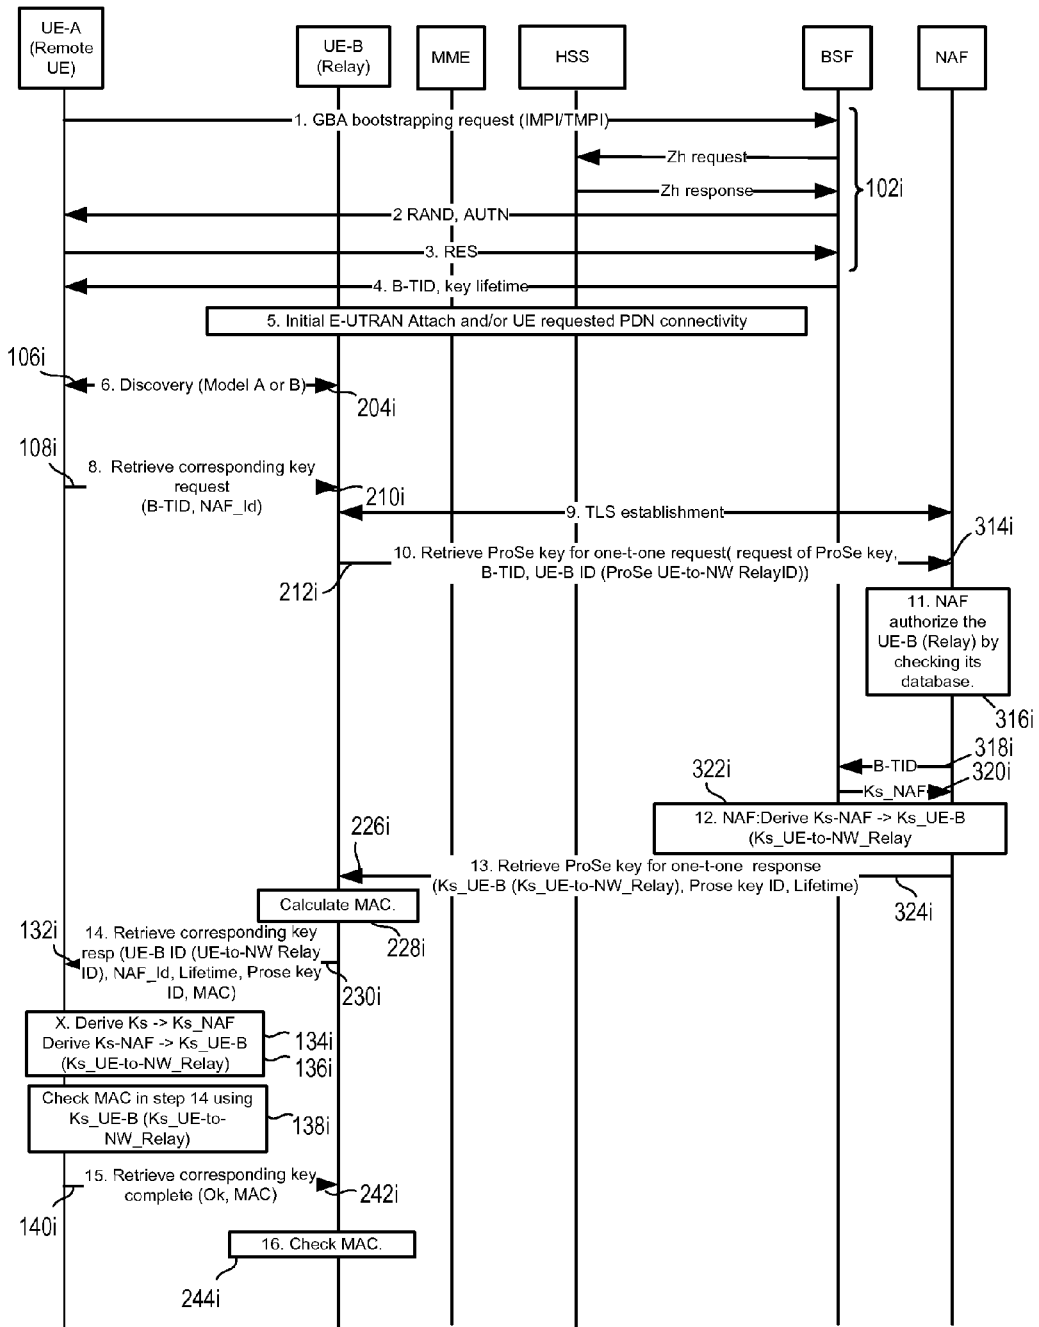 UE-A
(Remote
UE)
UE-B
(Relay)
MME
HSS
BSF
NAF
1. GBA bootstrapping request (IMPI/TMPI)
Zh request
Zh response
102i
2 RAND, AUTN
3. RES
4. B-TID, key lifetime
5. Initial E-UTRAN Attach and/or UE requested PDN connectivity
106i
6. Discovery (Model A or B)
204i
108i
8. Retrieve corresponding key
request
(B-TID, NAF_Id)
210i
9. TLS establishment
314i
10. Retrieve ProSe key for one-t-one request( request of ProSe key,
B-TID, UE-B ID (ProSe UE-to-NW RelayID))
212i
11. NAF
authorize the
UE-B (Relay) by
checking its
database.
316i
318i
B-TID
320i
322i
Ks_NAF
12. NAF:Derive Ks-NAF -> Ks_UE-B
(Ks_UE-to-NW_Relay
226i
13. Retrieve ProSe key for one-t-one response
(Ks_UE-B (Ks_UE-to-NW_Relay), Prose key ID, Lifetime)
324i
Calculate MAC.
228i
132i
14. Retrieve corresponding key
resp (UE-B ID (UE-to-NW Relay
ID), NAF_Id, Lifetime, Prose key
ID, MAC)
230i
X. Derive Ks -> Ks_NAF
Derive Ks-NAF -> Ks_UE-B
(Ks_UE-to-NW_Relay)
134i
136i
Check MAC in step 14 using
Ks_UE-B (Ks_UE-to-
NW_Relay)
138i
15. Retrieve corresponding key
complete (Ok, MAC)
242i
140i
16. Check MAC.
244i